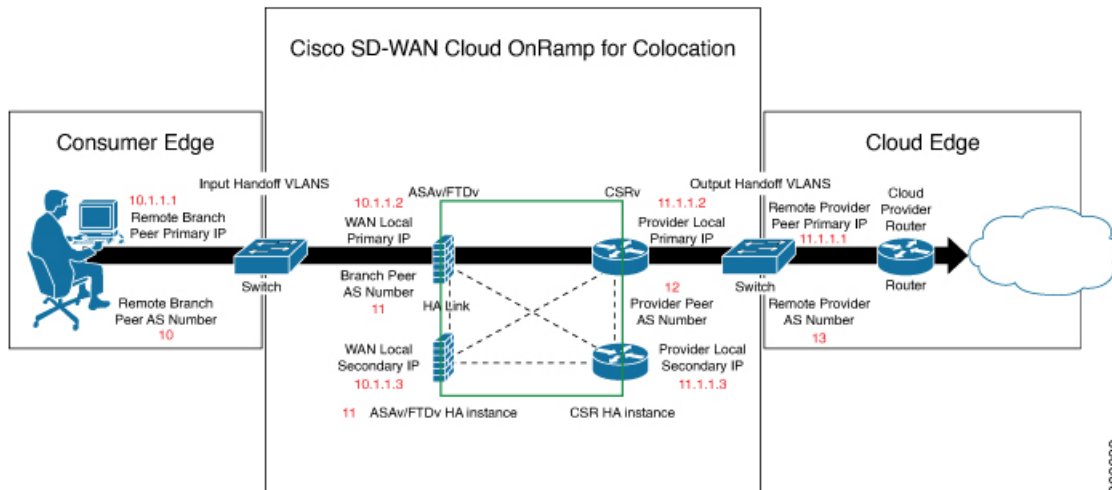 Cisco SD-WAN Cloud OnRamp for Colocation
Consumer Edge
Cloud Edge
Input Handoff VLANS
10.1.1.1
Remote Branch
Peer Primary IP
Switch
Remote Branch
Peer AS Number
10
ASAv/FTDv
10.1.1.2
WAN Local
Primary IP
Branch Peer
AS Number
11
HA Link
WAN Local
Secondary IP
10.1.1.3
11
ASAv/FTDv HA instance
CSRv
11.1.1.2
Provider Local
Primary IP
12
Provider Peer
AS Number
Provider Local
Secondary IP
11.1.1.3
CSR HA instance
Output Handoff VLANS
Remote Provider
Peer Primary IP
11.1.1.1
Switch
Remote Provider
AS Number
13
Cloud
Provider
Router
Router